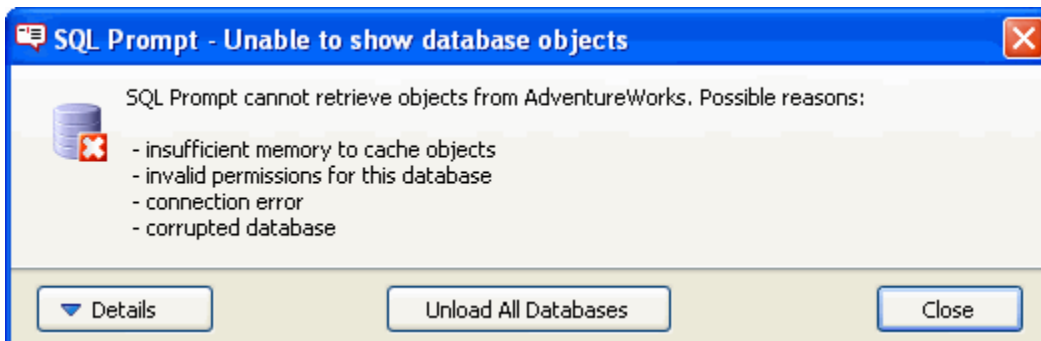 SQL Prompt - Unable to show database objects
SQL Prompt cannot retrieve objects from AdventureWorks. Possible reasons:
- insufficient memory to cache objects
- invalid permissions for this database
- connection error
- corrupted database
Details
Unload All Databases
Close